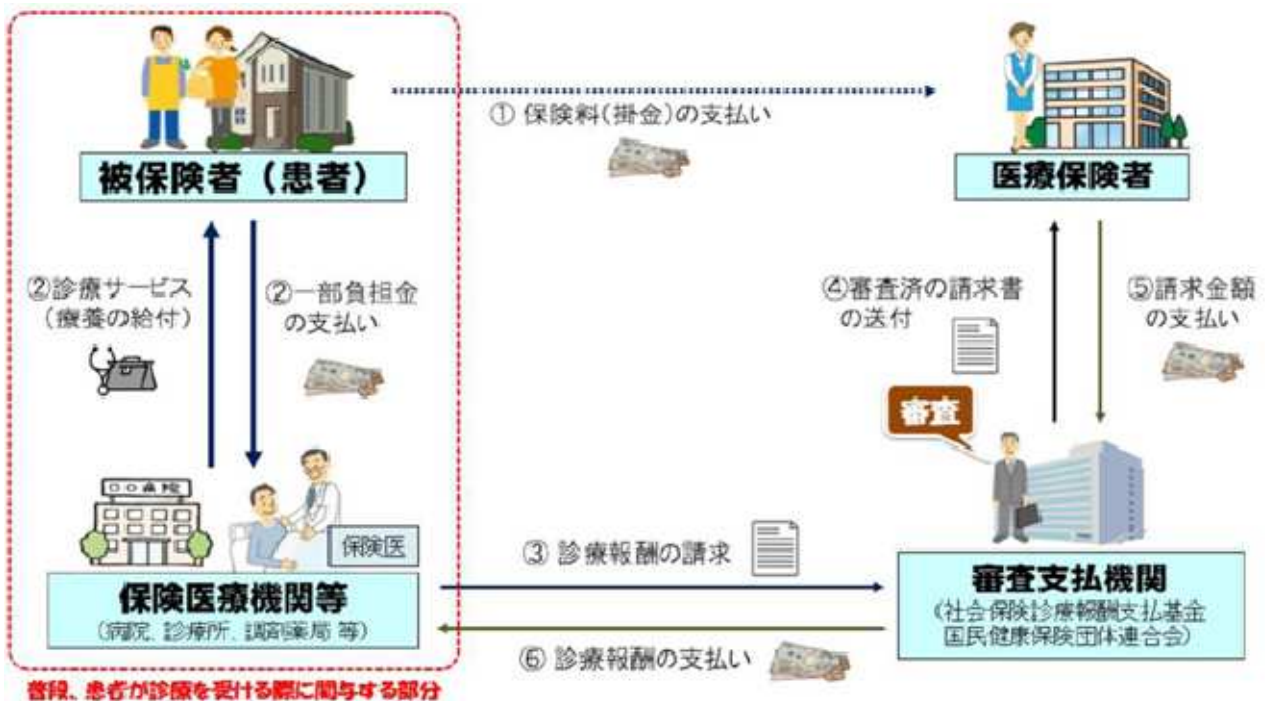 ① 保険料(掛金)の支払い
被保険者（患者）
医療保険者
②診療サービス
（療養の給付）
②一部負担金
の支払い
④審査済の請求書
の送付
⑤請求金額
の支払い
審査
○○病院
保険医
③ 診療報酬の請求
保険医療機関等
(病院、診療所、調剤薬局 等)
審査支払機関
(社会保険診療報酬支払基金
国民健康保険団体連合会)
⑥ 診療報酬の支払い
普段、患者が診療を受ける際に関与する部分